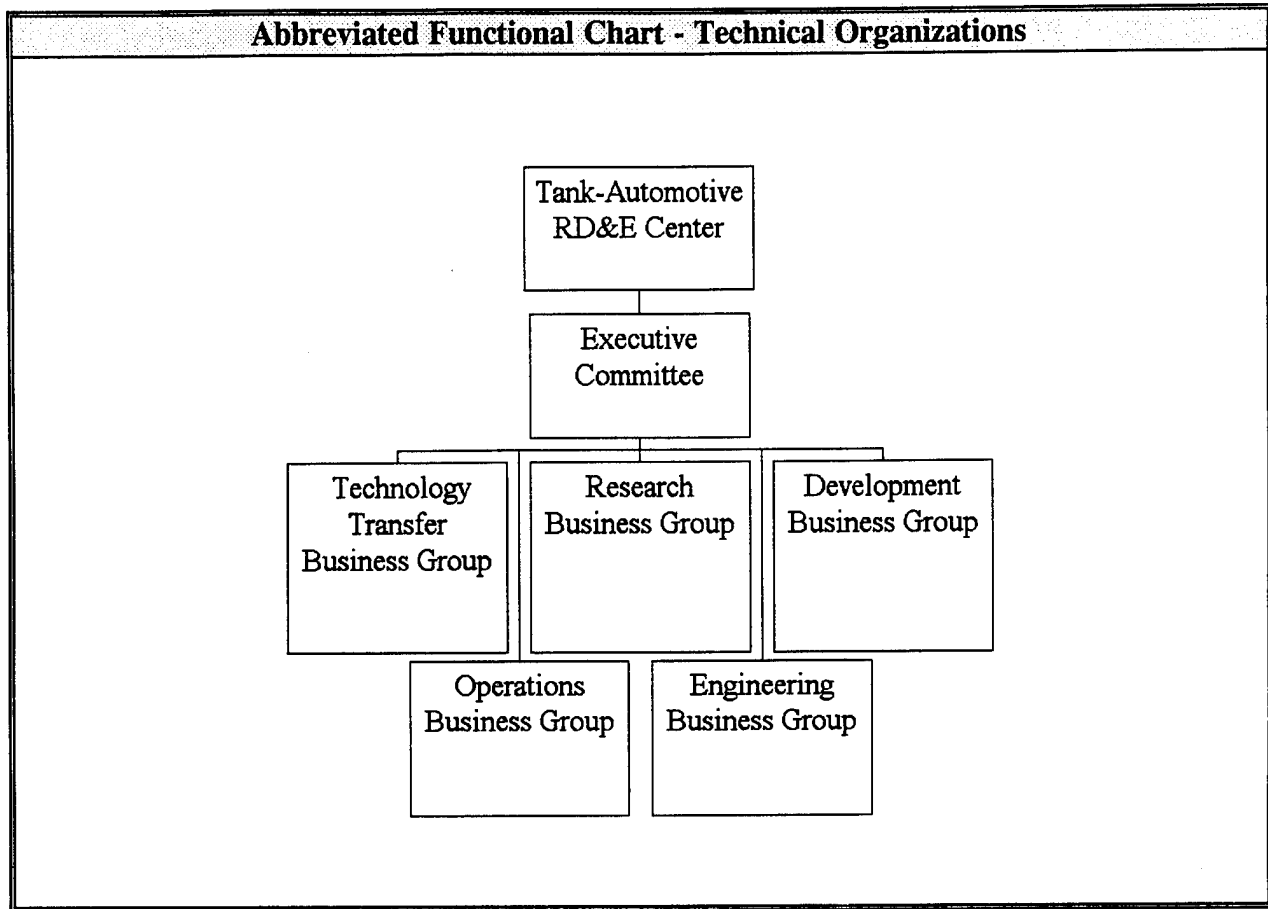 Abbreviated Functional Chart - Technical Organizations
Tank-Automotive
RD&E Center
Executive
Committee
Technology
Transfer
Business Group
Research
Business Group
Development
Business Group
Operations
Business Group
Engineering
Business Group